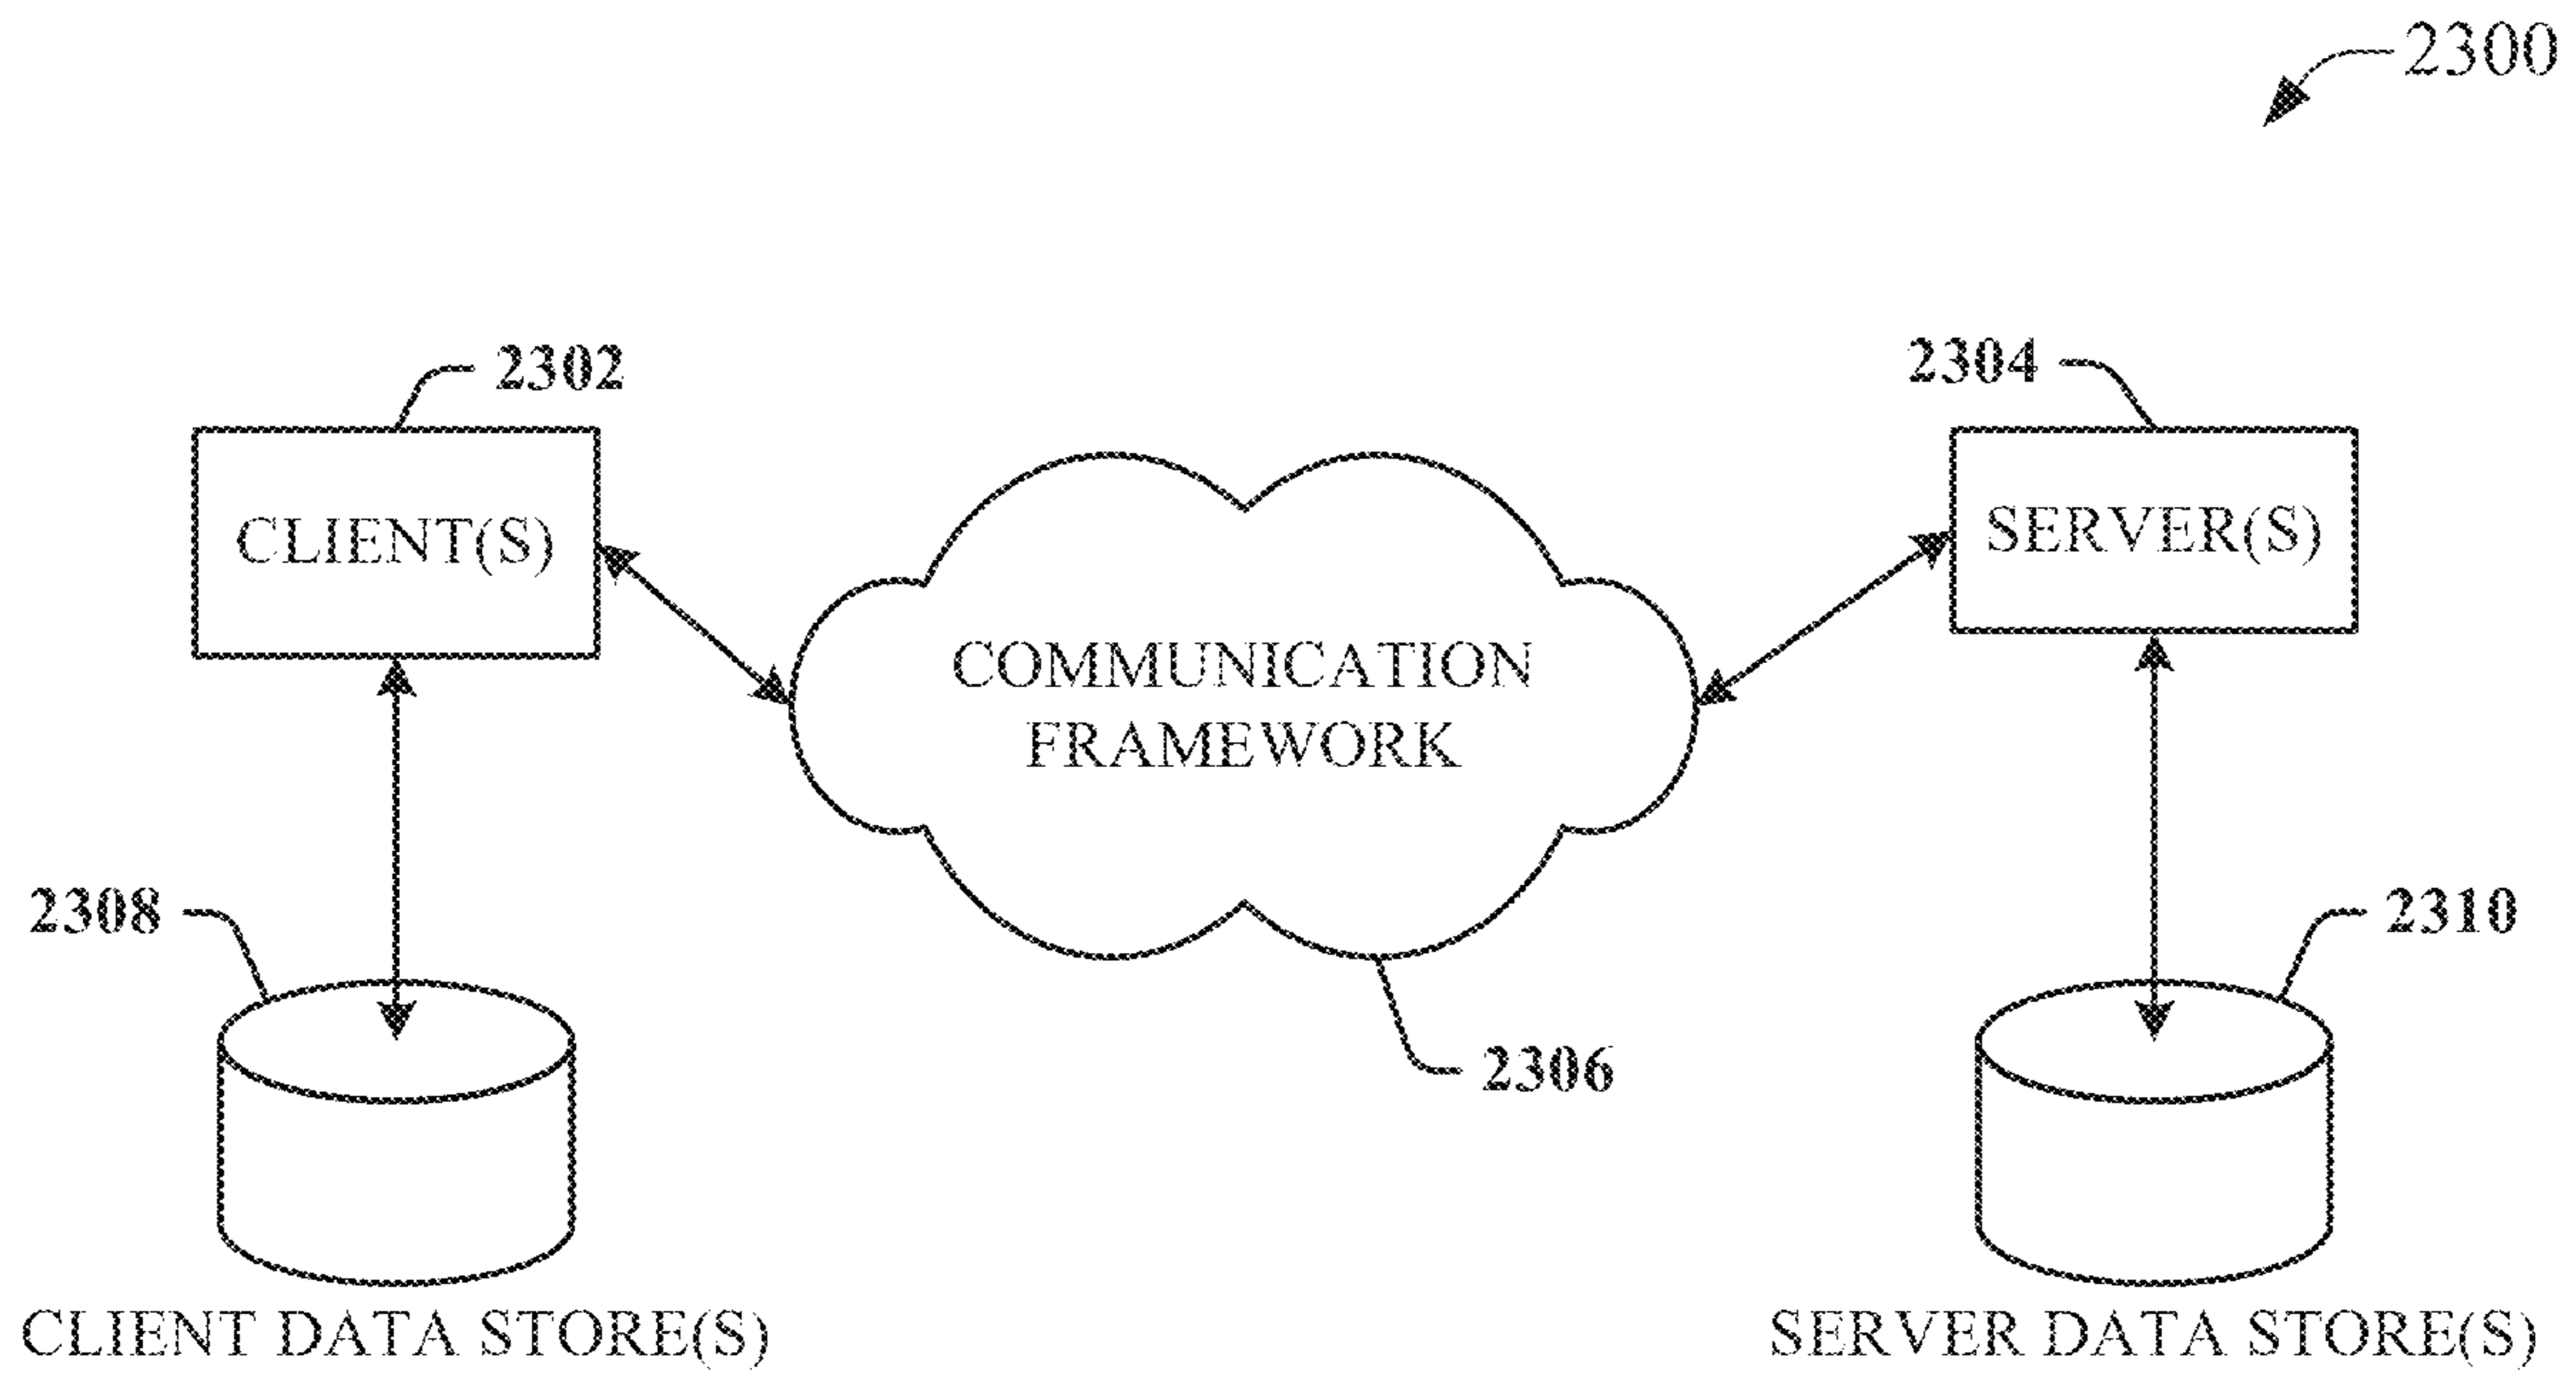 2300
2302
2304
CLIENT(S)
SERVER(S)
COMMUNICATION
FRAMEWORK
2308
2310
2306
CLIENT DATA STORE(S)
SERVER DATA STORE(S)